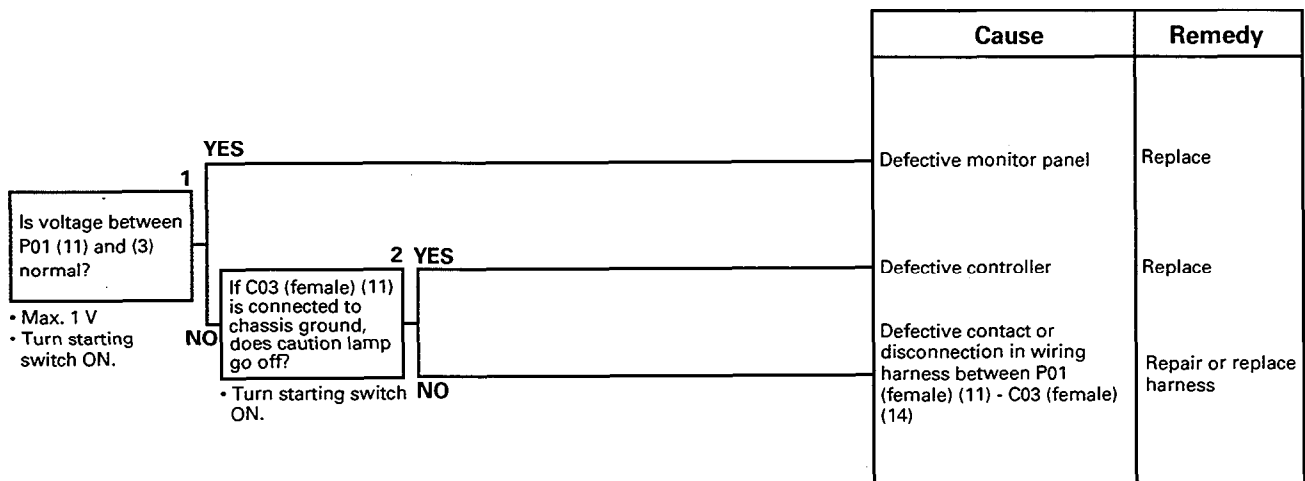 Cause
Remedy
YES
Defective monitor panel
Replace
1
Is voltage between
P01 (11) and (3)
normal?
• Max. 1 V
• Turn starting
switch ON.
NO
2
YES
If C03 (female) (11)
is connected to
chassis ground,
does caution lamp
go off?
• Turn starting switch
ON.
Defective controller
Replace
NO
Defective contact or
disconnection in wiring
harness between P01
(female) (11) - C03 (female)
(14)
Repair or replace
harness